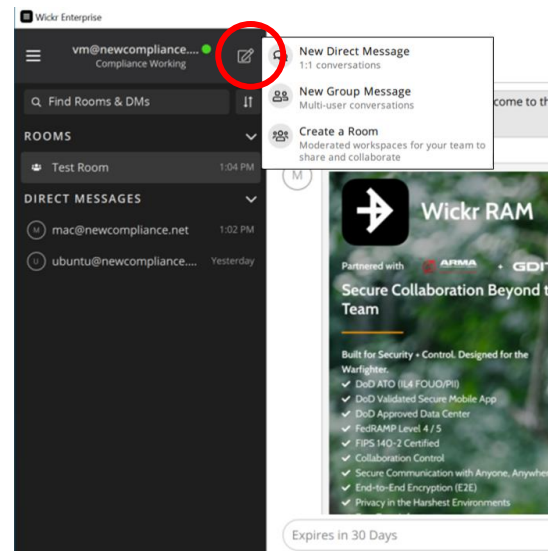 Wickr Enterprise
vm@newcompliance....
Compliance Working
Find Rooms & DMs
ROOMS
Test Room 1:04 PM
DIRECT MESSAGES
M mac@newcompliance.net 1:02 PM
U ubuntu@newcompliance.... Yesterday
New Direct Message
1:1 conversations
New Group Message
Multi-user conversations
Create a Room
Moderated workspaces for your team to
share and collaborate
come to th
M
Wickr RAM
Partnered with ARMA + GDIT
Secure Collaboration Beyond t
Team
Built for Security + Control. Designed for the
Warfighter.
DoD ATO (IL4 FOUO/PII)
DoD Validated Secure Mobile App
DoD Approved Data Center
FedRAMP Level 4 / 5
FIPS 140-2 Certified
Collaboration Control
Secure Communication with Anyone, Anywher
End-to-End Encryption (E2E)
Privacy in the Harshest Environments
Expires in 30 Days